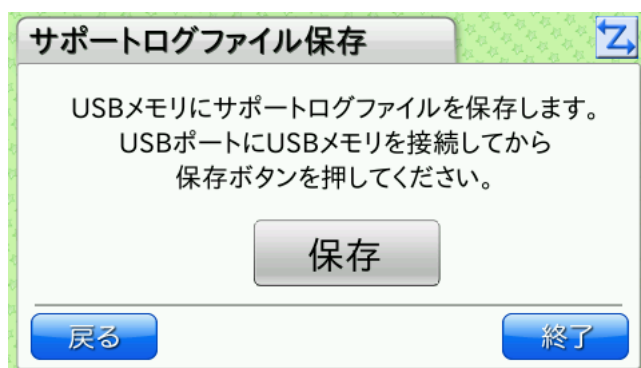 サポートログファイル保存
USBメモリにサポートログファイルを保存します。
USBポートにUSBメモリを接続してから
保存ボタンを押してください。
保存
戻る
終了